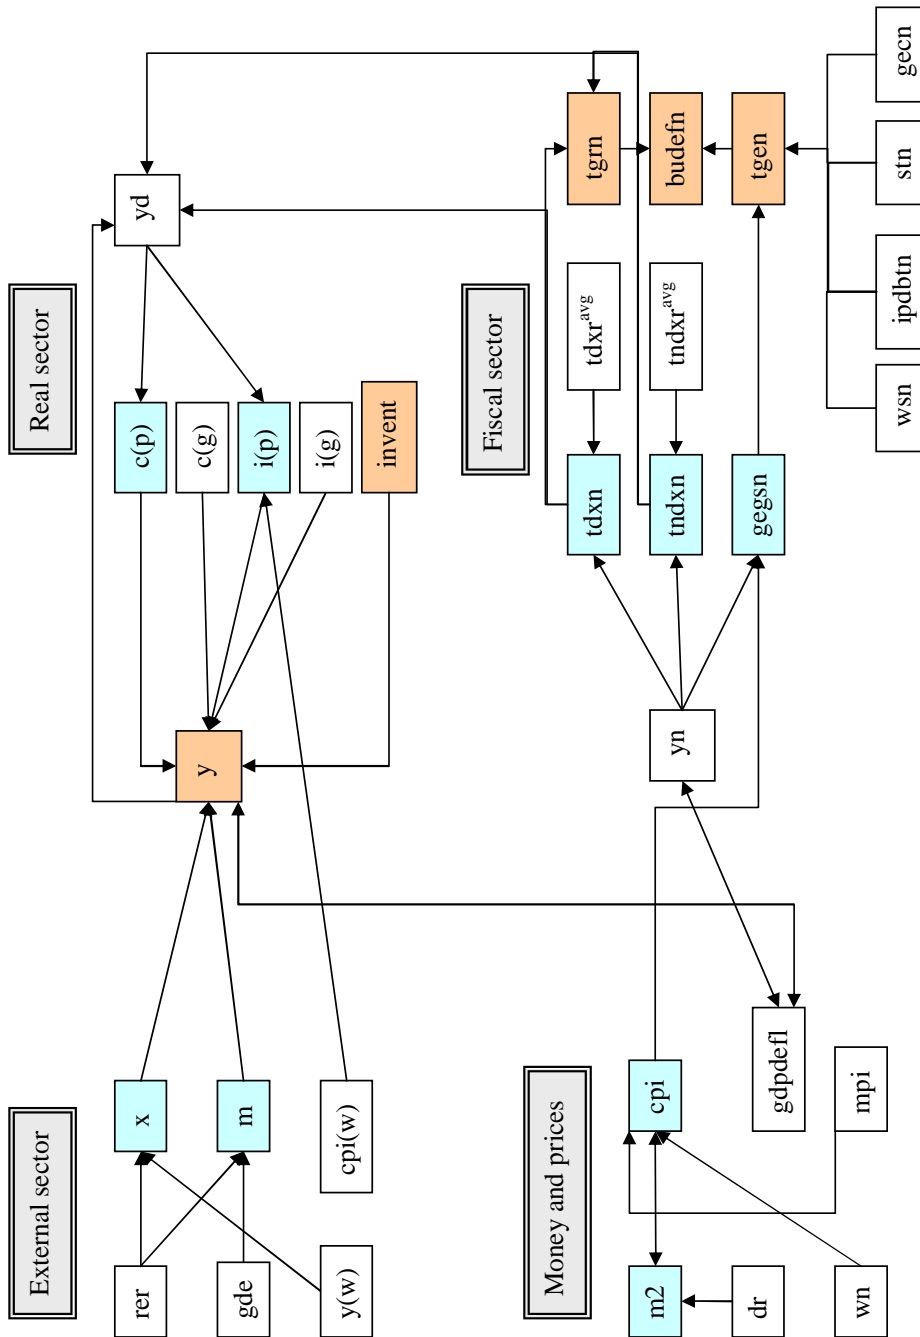 External sector
Real sector
rer
x
y
c(p)
yd
gde
m
c(g)
y(w)
cpi(w)
i(p)
i(g)
invent
Money and prices
Fiscal sector
m2
cpi
yn
tdxn
tdxr^avg
tgrn
dr
tndxn
tndxr^avg
budefn
gdpdefl
gegsn
tgen
wn
mpi
wsn
ipdbtn
stn
gecn